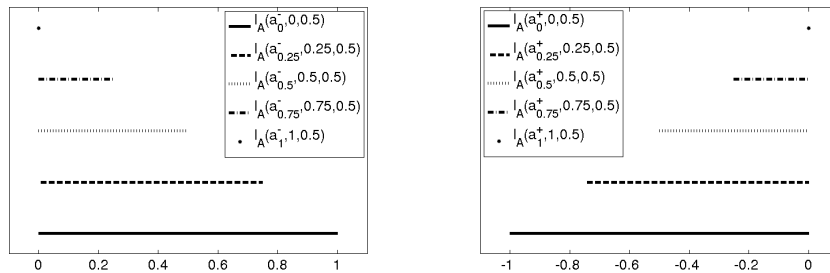 I_A(a_0^-,0,0.5)
I_A(a_0.25^-,0.25,0.5)
I_A(a_0.5^-,0.5,0.5)
I_A(a_0.75^-,0.75,0.5)
I_A(a_1^-,1,0.5)
0 0.2 0.4 0.6 0.8 1
I_A(a_0^+,0,0.5)
I_A(a_0.25^+,0.25,0.5)
I_A(a_0.5^+,0.5,0.5)
I_A(a_0.75^+,0.75,0.5)
I_A(a_1^+,1,0.5)
-1 -0.8 -0.6 -0.4 -0.2 0